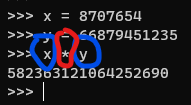 >>> x = 8707654
>>> y = 66879451235
>>> x * y
582363121064252690
>>>